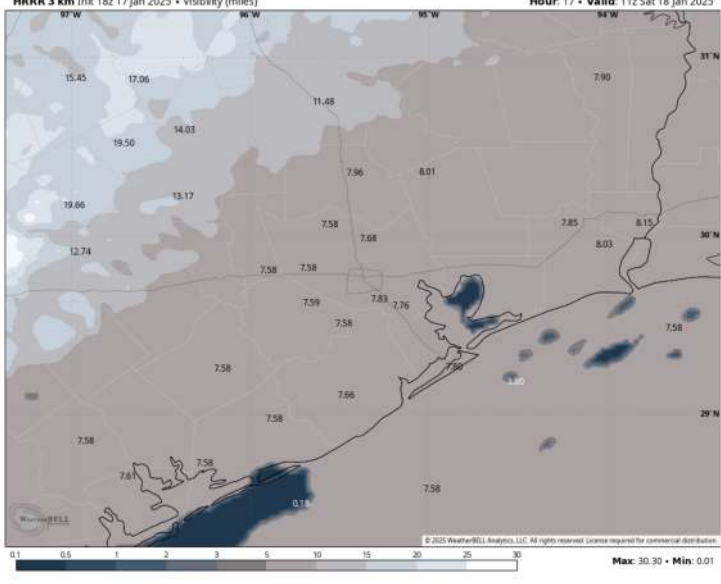 HRRR 3 km Init 18z 17 Jan 2025 • Visibility (miles)
Hour: 17 • Valid: 11z Sat 18 Jan 2025
97°W 96°W 95°W 94°W
31°N
15.45 17.06 7.90
11.48
14.03
19.50
7.96 8.01
13.17
19.66
7.58 7.85 8.15
7.68 30°N
8.03
12.74
7.58 7.58
7.59 7.83 7.76
7.58 7.58
7.58 7.80
7.66
7.58 29°N
7.58
7.58
7.61
7.58
0.18
WeatherBELL
© 2025 WeatherBELL Analytics, LLC. All rights reserved. License required for commercial distribution.
0.1 0.5 1 2 3 5 10 15 20 25 30
Max: 30.30 • Min: 0.01